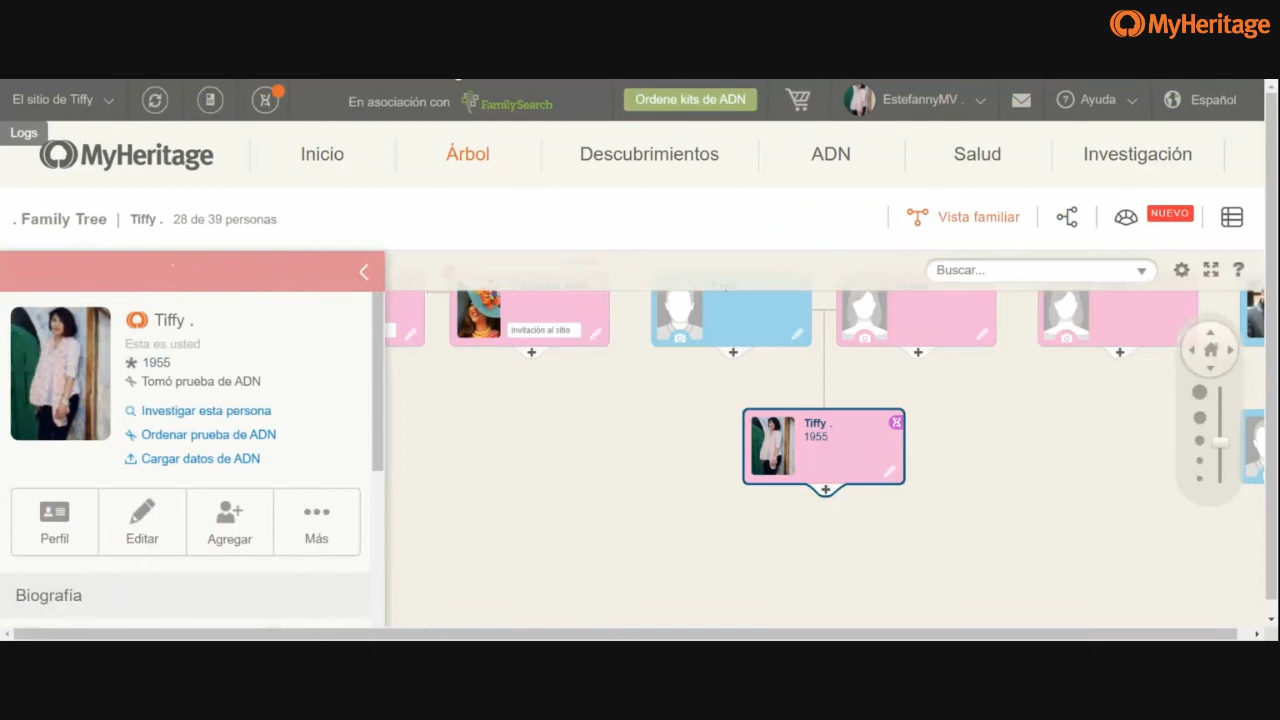 MyHeritage
El sitio de Tiffy
En asociación con FamilySearch
Ordene kits de ADN
EstefannyMV .
Ayuda
Español
Logs
MyHeritage
Inicio
Árbol
Descubrimientos
ADN
Salud
Investigación
. Family Tree | Tiffy . 28 de 39 personas
Vista familiar
NUEVO
Buscar...
Tiffy .
Esta es usted
1955
Tomó prueba de ADN
Investigar esta persona
Ordenar prueba de ADN
Cargar datos de ADN
Perfil
Editar
Agregar
Más
Biografía
Invitación al sitio
Tiffy .
1955